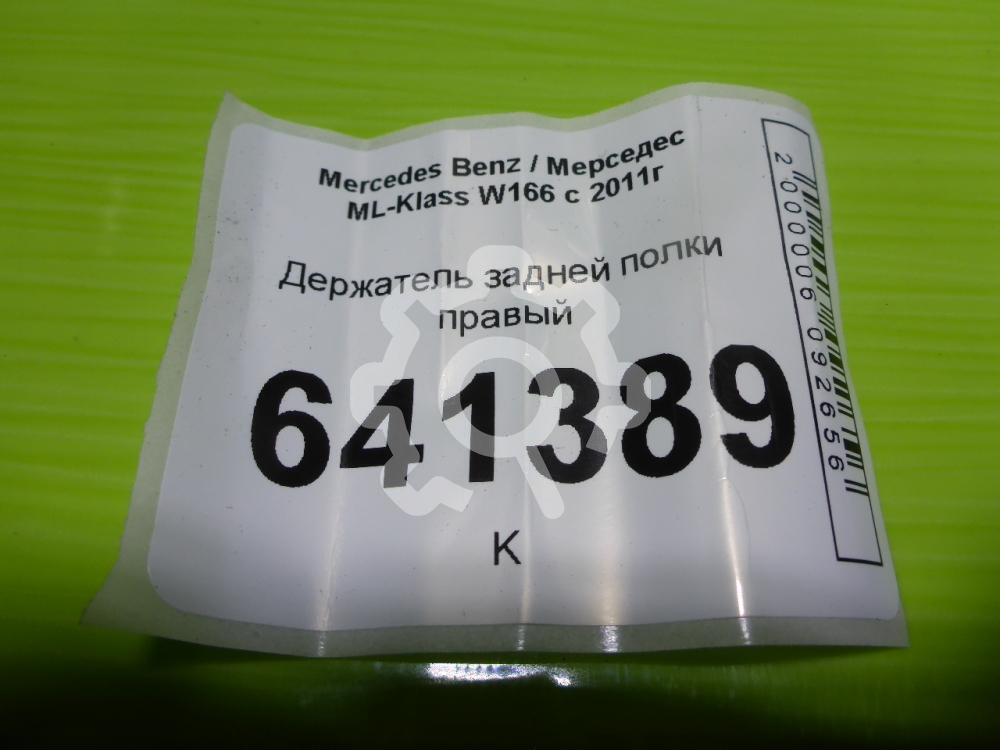 Mercedes Benz / Мерседес
ML-Klass W166 с 2011г
Держатель задней полки
правый
641389
К
2000006092656